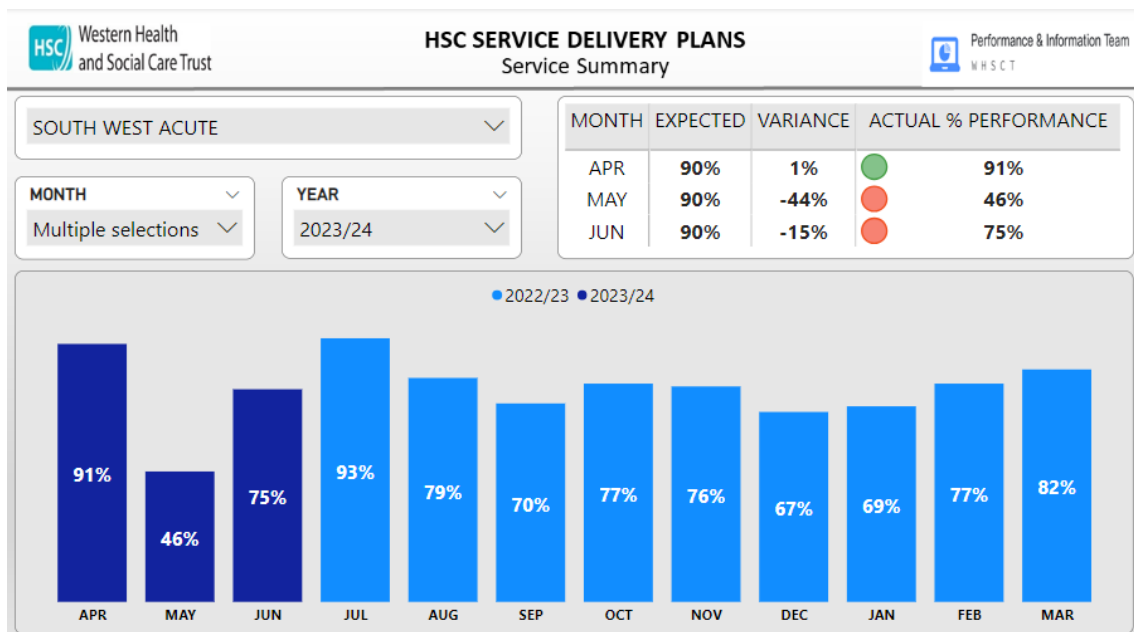 HSC
Western Health
and Social Care Trust
HSC SERVICE DELIVERY PLANS
Service Summary
Performance & Information Team
WHSCT
SOUTH WEST ACUTE
MONTH
Multiple selections
YEAR
2023/24
MONTH EXPECTED VARIANCE ACTUAL % PERFORMANCE
APR 90% 1% 91%
MAY 90% -44% 46%
JUN 90% -15% 75%
2022/23 2023/24
91% 46% 75% 93% 79% 70% 77% 76% 67% 69% 77% 82%
APR MAY JUN JUL AUG SEP OCT NOV DEC JAN FEB MAR